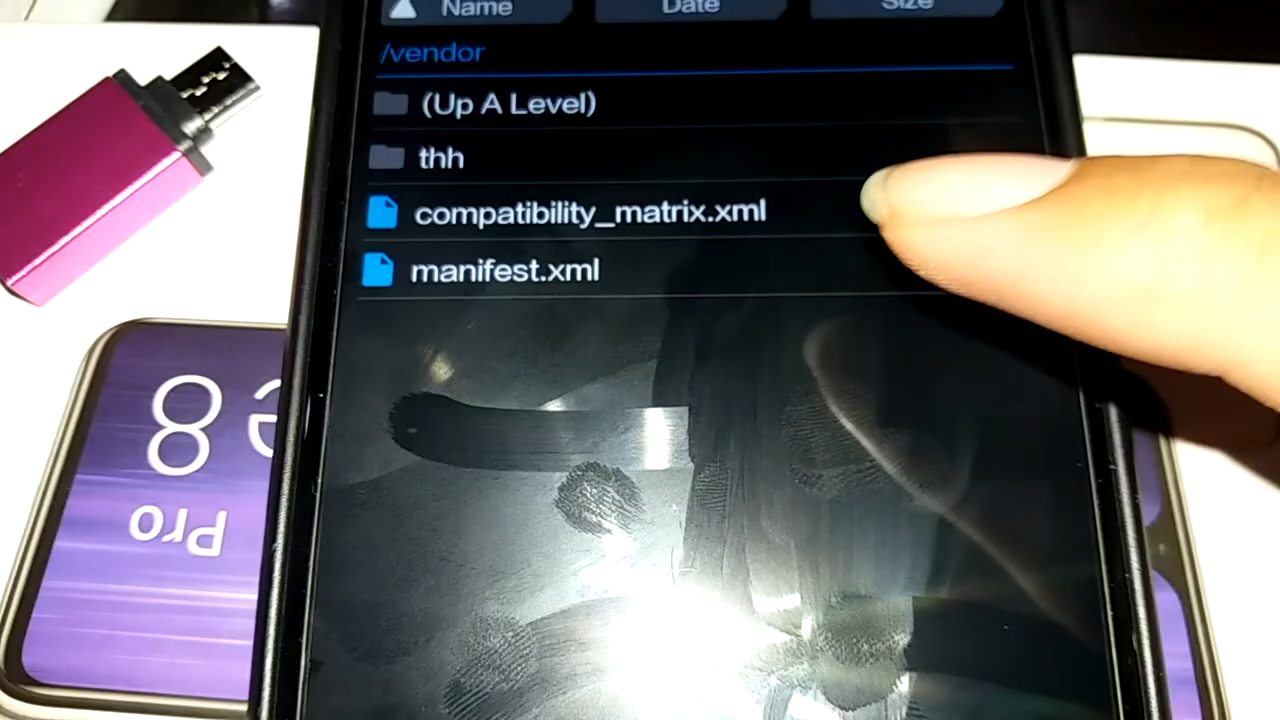 Name Date Size
/vendor
(Up A Level)
thh
compatibility_matrix.xml
manifest.xml
8
Pro